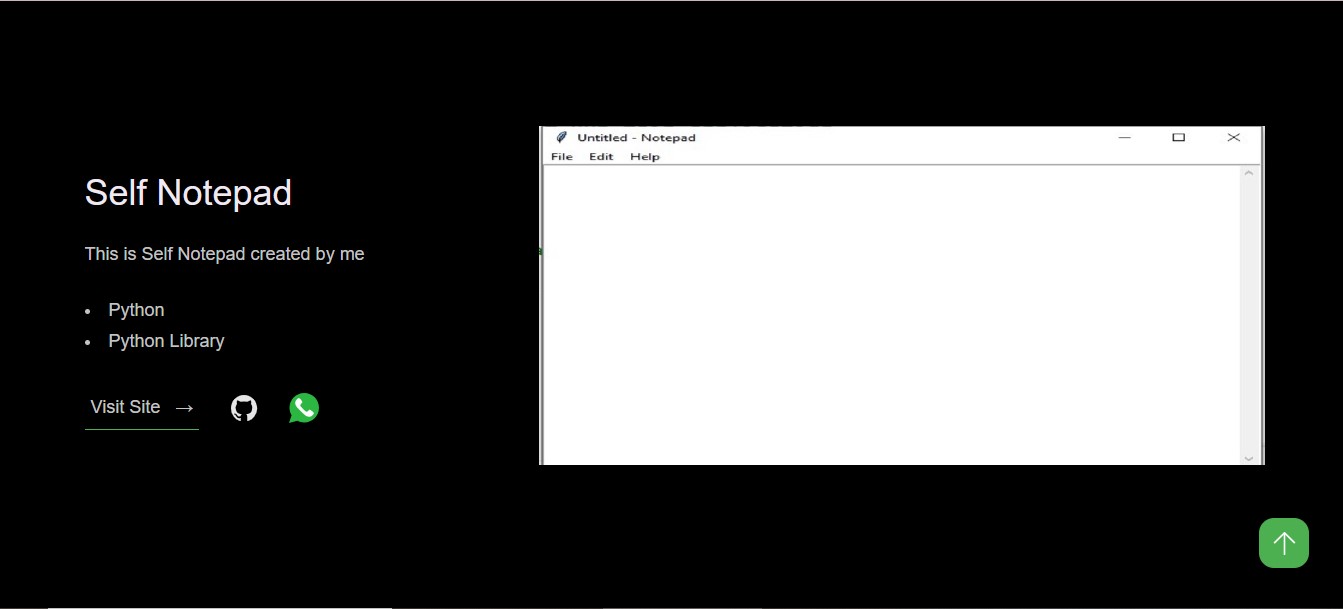 Self Notepad
This is Self Notepad created by me
Python
Python Library
Visit Site
Untitled - Notepad
File Edit Help